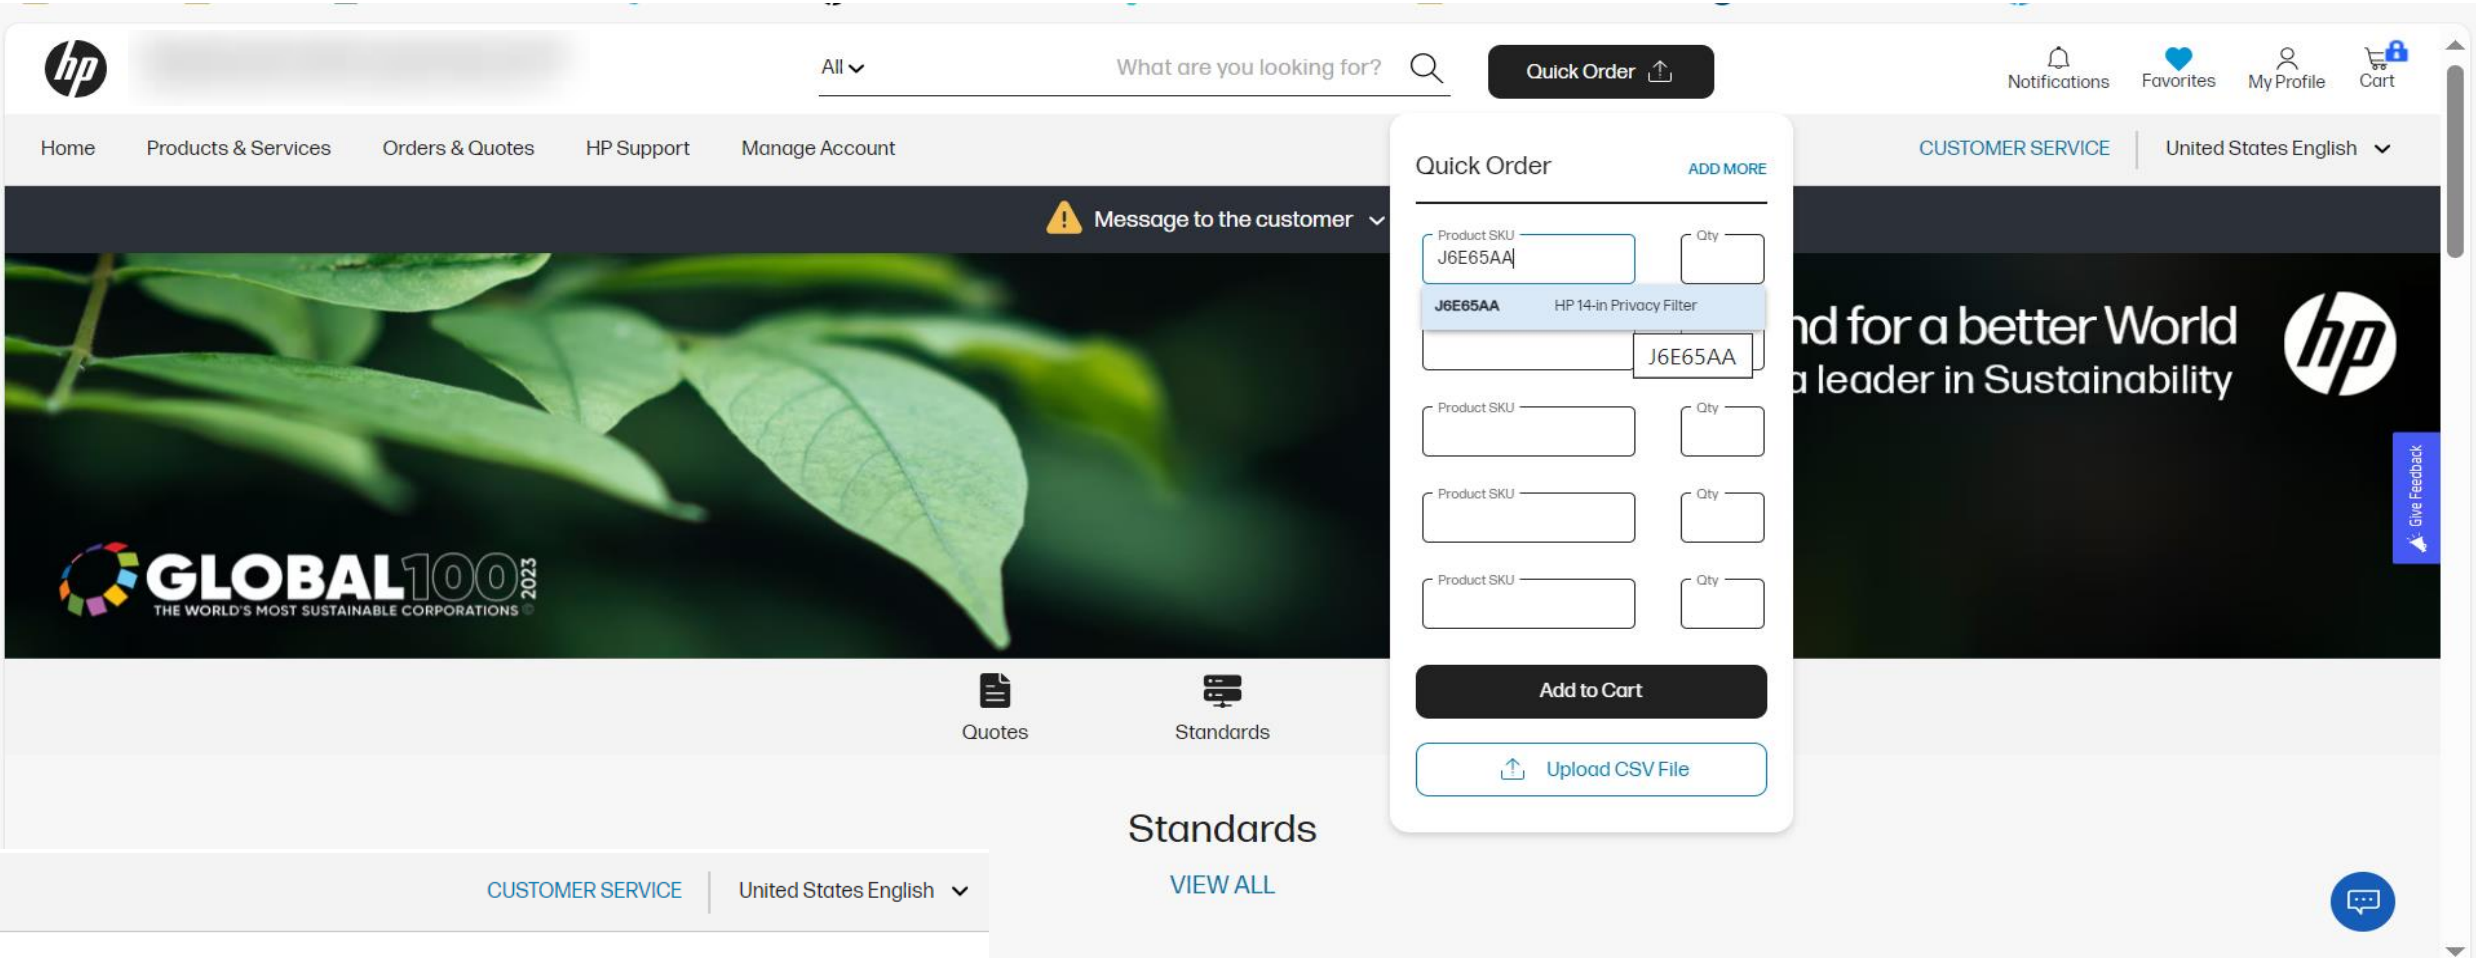 hp
All
What are you looking for?
Quick Order
Notifications
Favorites
My Profile
Cart
Home
Products & Services
Orders & Quotes
HP Support
Manage Account
CUSTOMER SERVICE
United States English
Message to the customer
Quick Order
ADD MORE
Product SKU
Qty
J6E65AA
J6E65AA HP 14-in Privacy Filter
J6E65AA
Product SKU
Qty
Product SKU
Qty
Product SKU
Qty
Add to Cart
Upload CSV File
for a better World
a leader in Sustainability
hp
Give Feedback
GLOBAL100 2023
THE WORLD'S MOST SUSTAINABLE CORPORATIONS ©
Quotes
Standards
Standards
VIEW ALL
CUSTOMER SERVICE
United States English